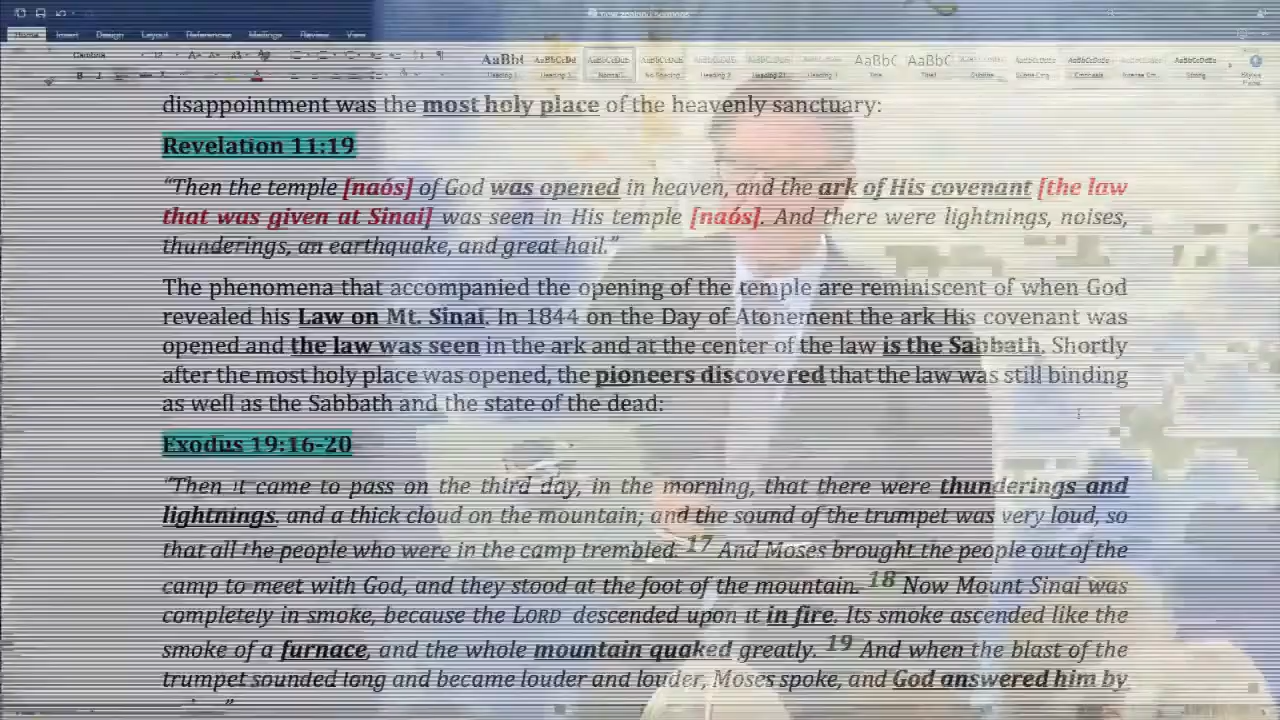 Insert Design Layout References Mailings Review View
disappointment was the most holy place of the heavenly sanctuary:
Revelation 11:19
“Then the temple [naós] of God was opened in heaven, and the ark of His covenant [the law
that was given at Sinai] was seen in His temple [naós]. And there were lightnings, noises,
thunderings, an earthquake, and great hail.”
The phenomena that accompanied the opening of the temple are reminiscent of when God
revealed his Law on Mt. Sinai. In 1844 on the Day of Atonement the ark His covenant was
opened and the law was seen in the ark and at the center of the law is the Sabbath. Shortly
after the most holy place was opened, the pioneers discovered that the law was still binding
as well as the Sabbath and the state of the dead:
Exodus 19:16-20
“Then it came to pass on the third day, in the morning, that there were thunderings and
lightnings, and a thick cloud on the mountain; and the sound of the trumpet was very loud, so
that all the people who were in the camp trembled. 17 And Moses brought the people out of the
camp to meet with God, and they stood at the foot of the mountain. 18 Now Mount Sinai was
completely in smoke, because the LORD descended upon it in fire. Its smoke ascended like the
smoke of a furnace, and the whole mountain quaked greatly. 19 And when the blast of the
trumpet sounded long and became louder and louder, Moses spoke, and God answered him by